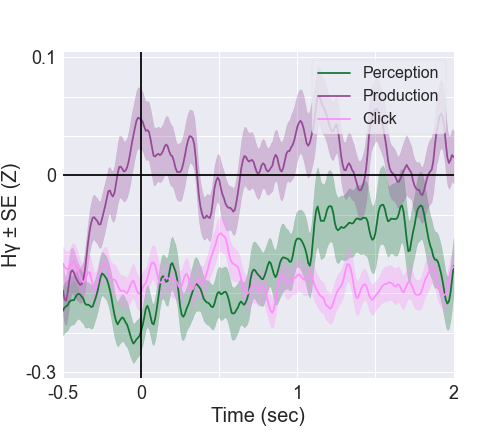 0.1
Perception
Production
Click
0
Hγ ± SE (Z)
-0.3
-0.5 0 1 2
Time (sec)